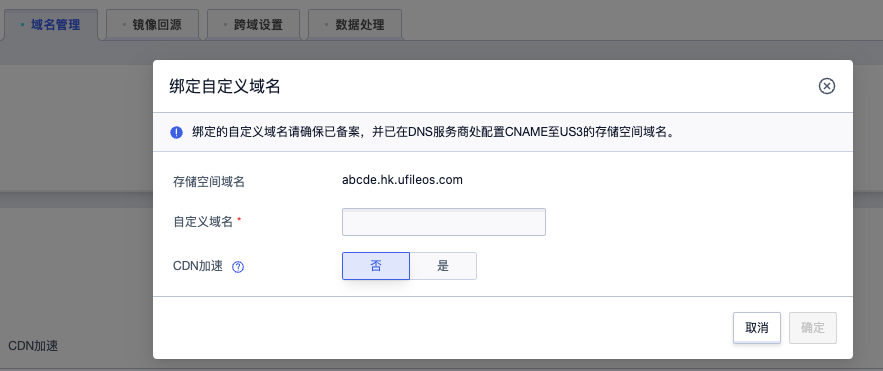 域名管理
镜像回源
跨域设置
数据处理
绑定自定义域名
绑定的自定义域名请确保已备案，并已在DNS服务商处配置CNAME至US3的存储空间域名。
存储空间域名
abcde.hk.ufileos.com
自定义域名 *
CDN加速
否
是
取消
确定
CDN加速